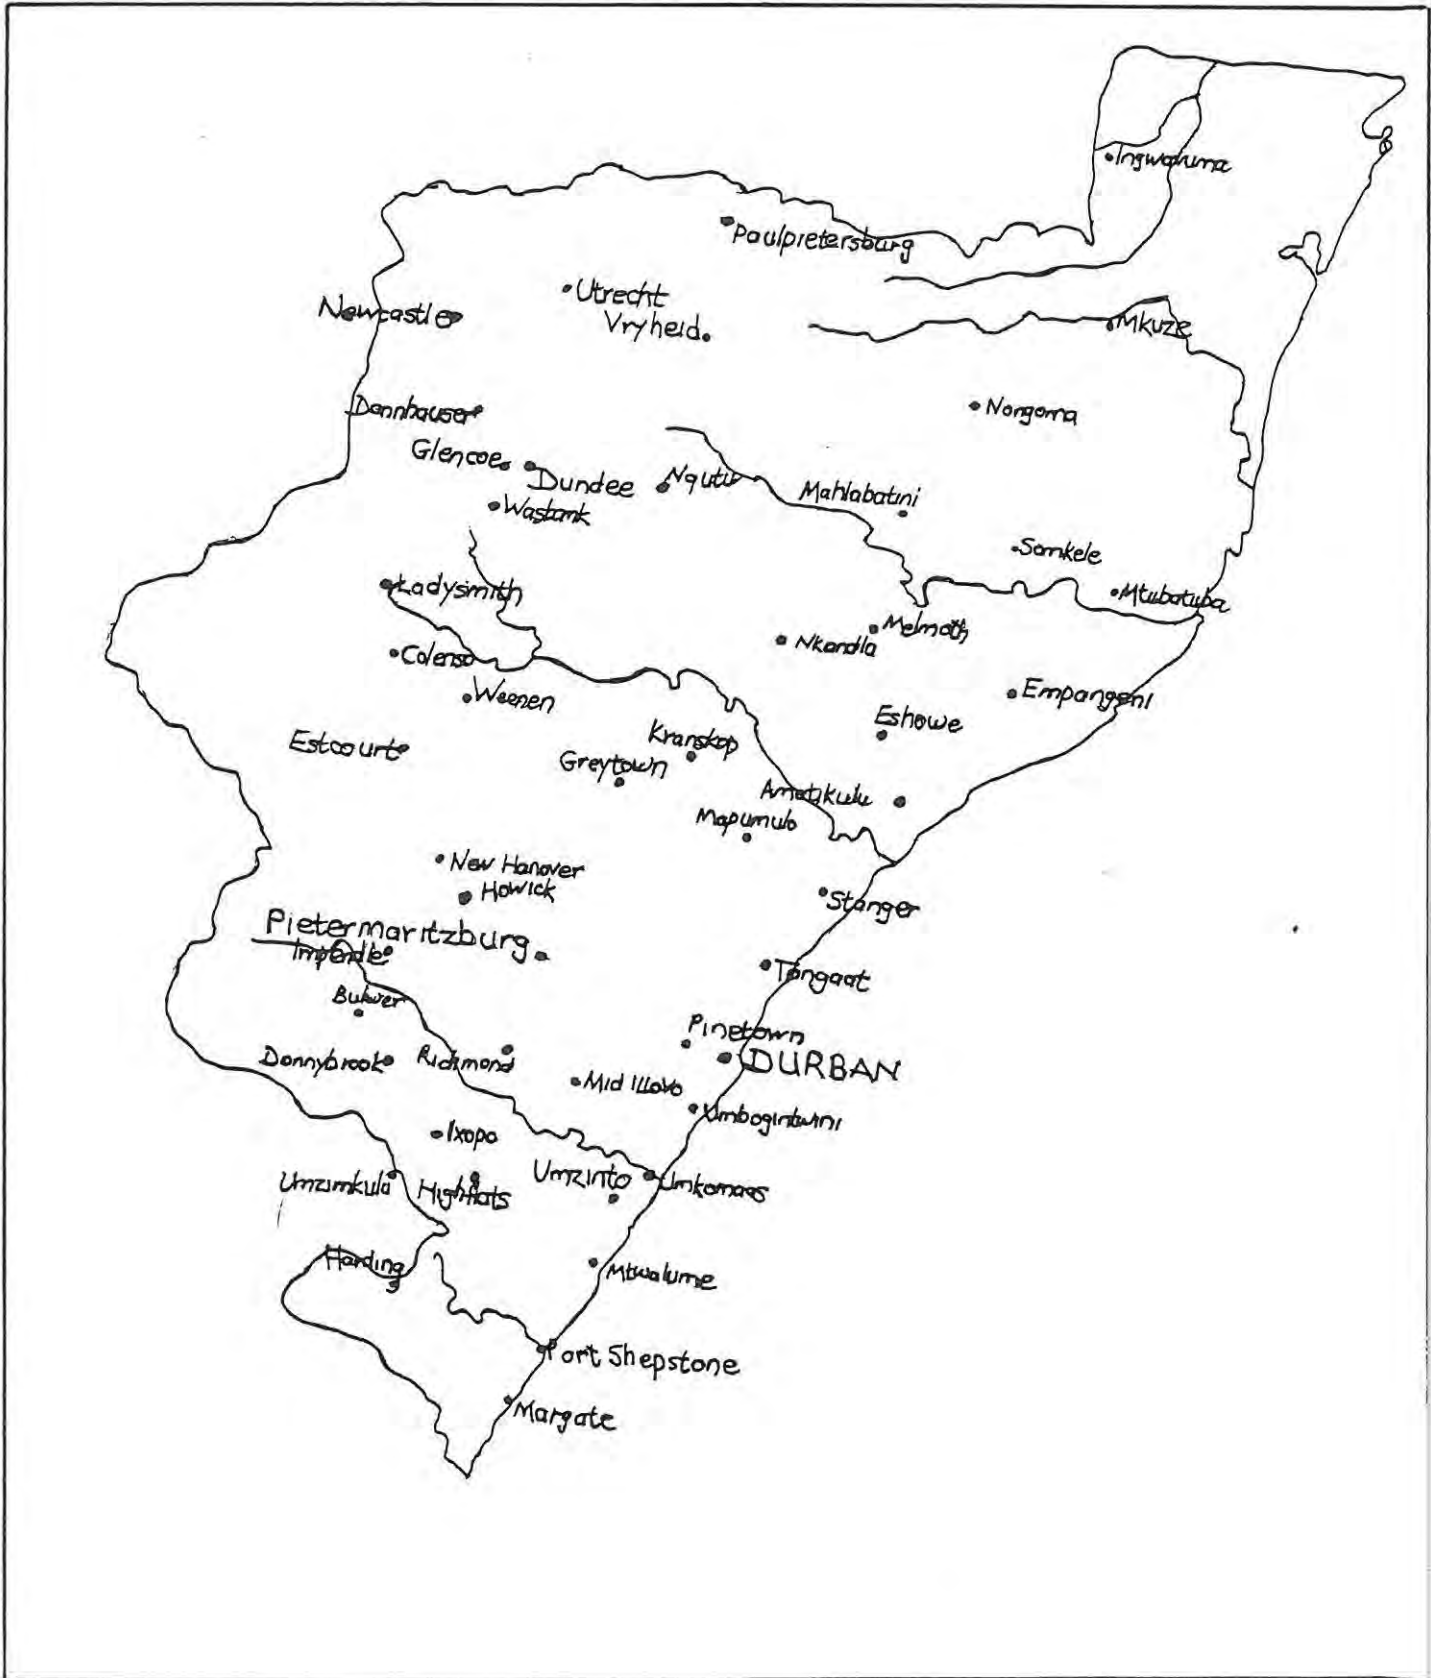 Ingwavuma
Paulpietersburg
Utrecht
Newcastle
Vryheid
Mkuze
Dannhauser
Nongoma
Glencoe
Dundee
Nqutu
Mahlabatini
Wasbank
Somkele
Ladysmith
Mtubatuba
Melmoth
Nkandla
Colenso
Weenen
Empangeni
Eshowe
Kranskop
Estcourt
Greytown
Amatikulu
Mapumulo
New Hanover
Howick
Stanger
Pietermaritzburg
Impendle
Tongaat
Bulwer
Pinetown
Donnybrook
Richmond
DURBAN
Mid Illovo
Umbogintwini
Ixopo
Umzinto
Umzimkulu
Highflats
Umkomaas
Harding
Mtwalume
Port Shepstone
Margate